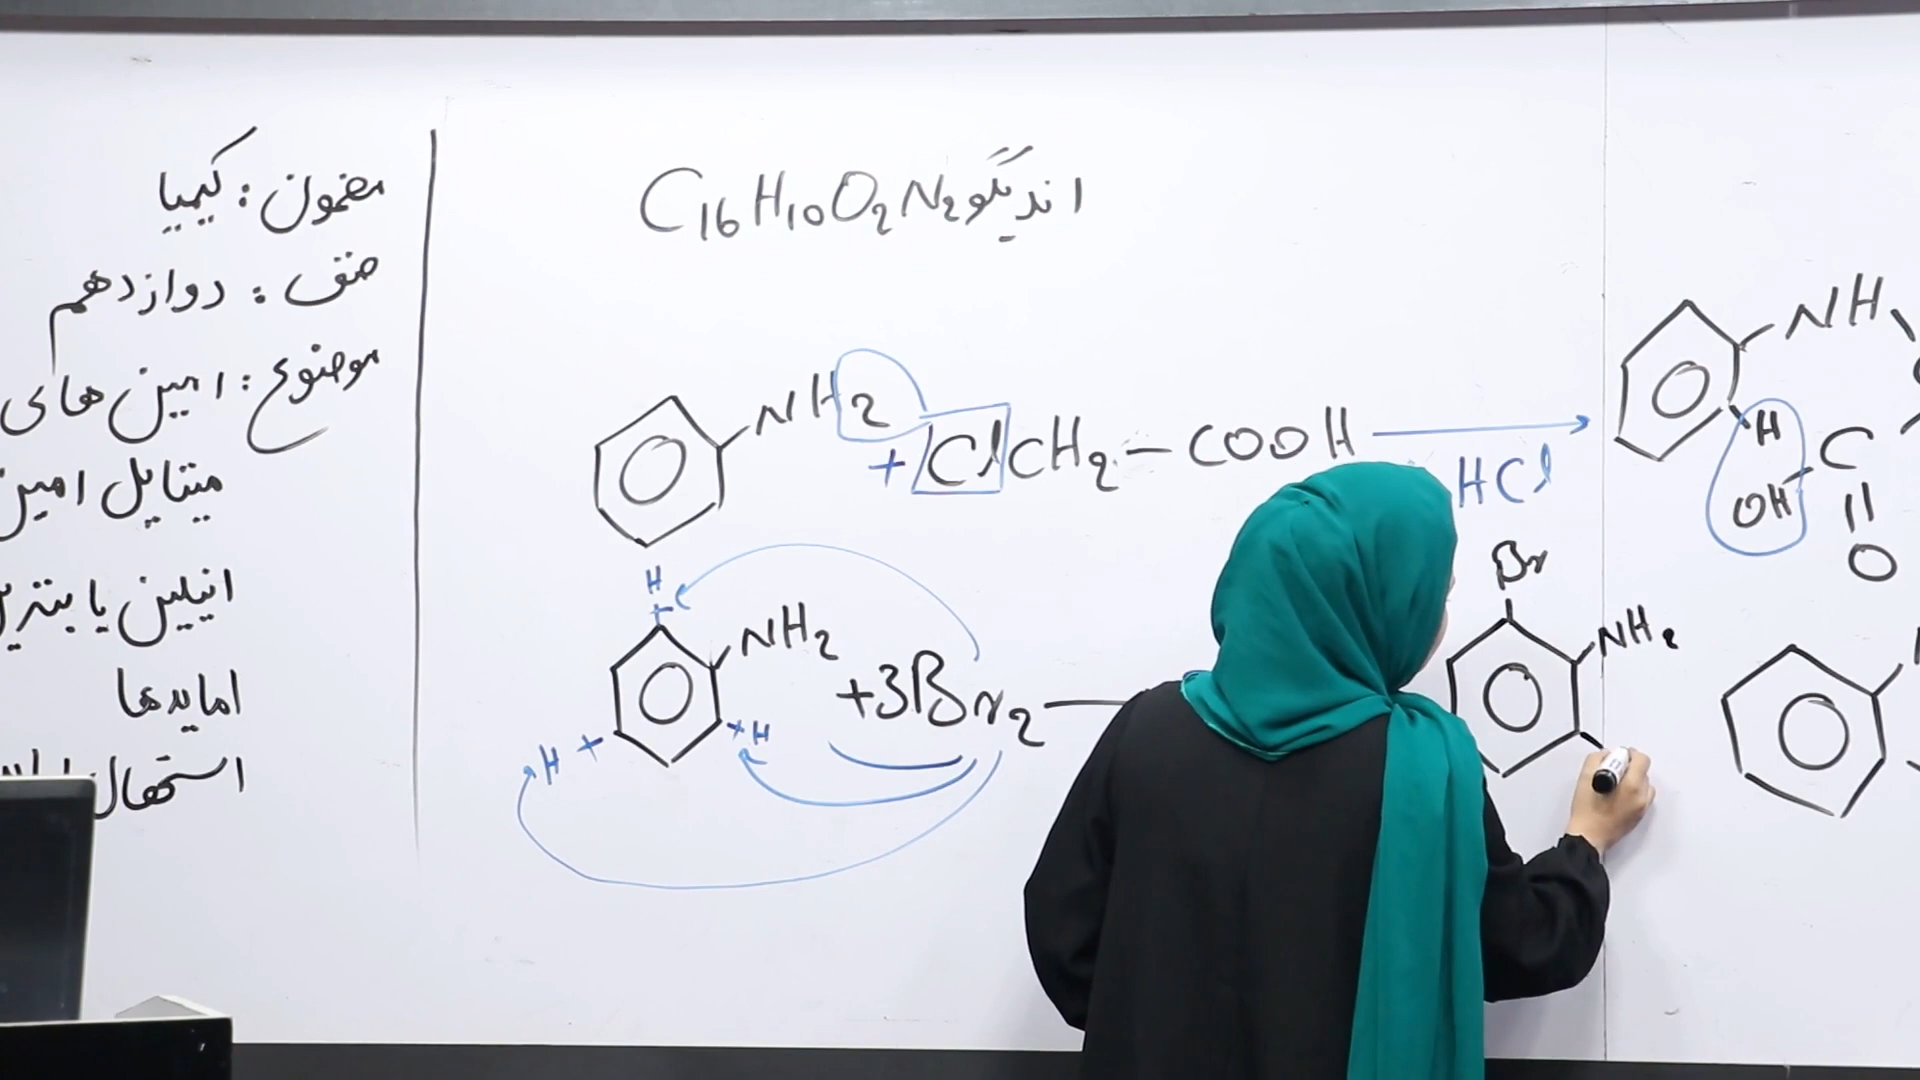 مضمون: کیمیا
صنف: دوازدهم
موضوع: امین های
میتایل امین
انیلین یا
امایدها
استحصال
C16H10O2N2 اندیگو
NH2 + ClCH2 - COOH
HCl
NH
H
OH C
O
H
NH2 +3Br2
H +
+H
Br
NH2